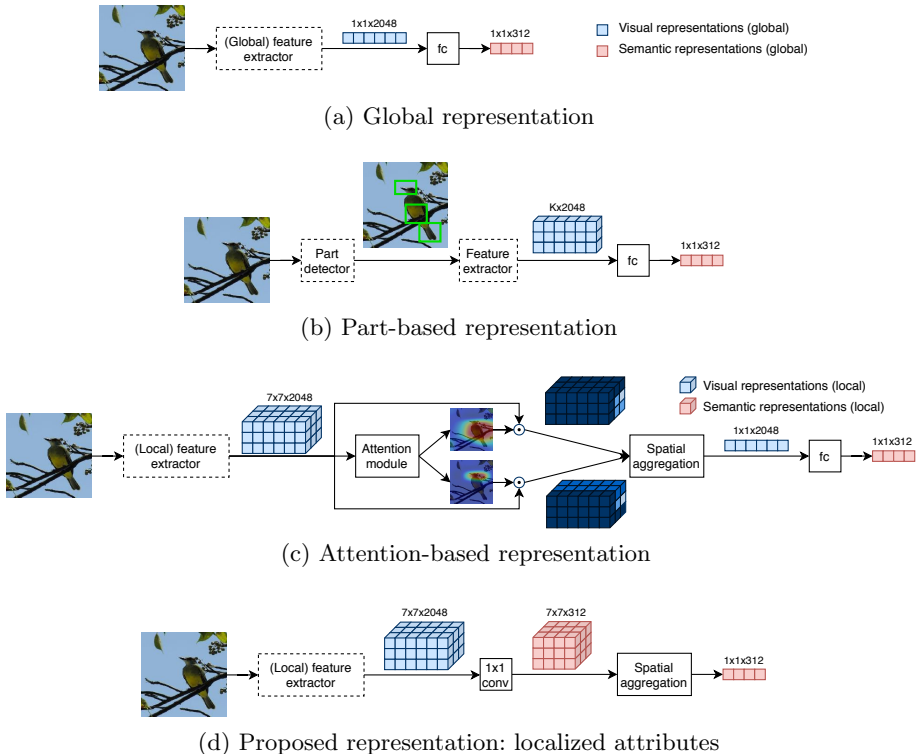 1x1x2048
(Global) feature
extractor
fc
1x1x312
Visual representations (global)
Semantic representations (global)
(a) Global representation
Kx2048
Part
detector
Feature
extractor
fc
1x1x312
(b) Part-based representation
7x7x2048
(Local) feature
extractor
Attention
module
Spatial
aggregation
Visual representations (local)
Semantic representations (local)
1x1x2048
fc
1x1x312
(c) Attention-based representation
7x7x2048
7x7x312
(Local) feature
extractor
1x1
conv
Spatial
aggregation
1x1x312
(d) Proposed representation: localized attributes